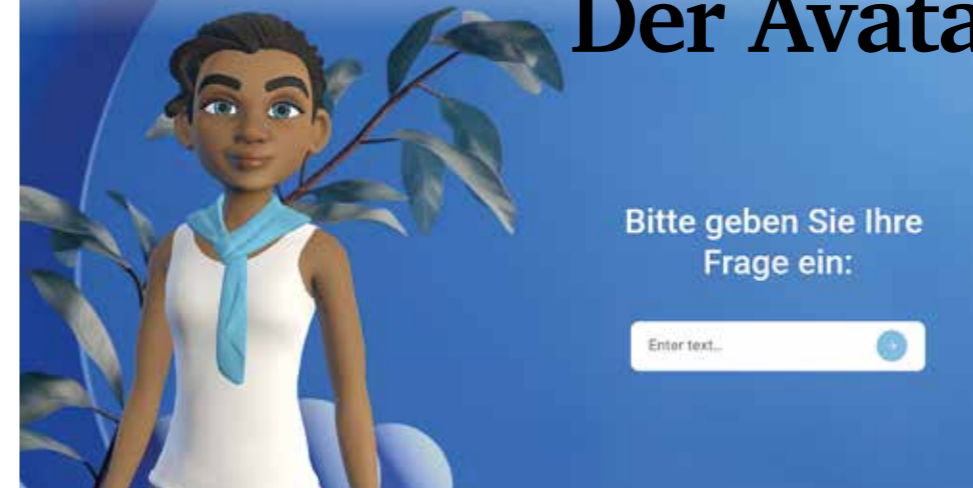 Der Avata
Bitte geben Sie Ihre
Frage ein:
Enter text...